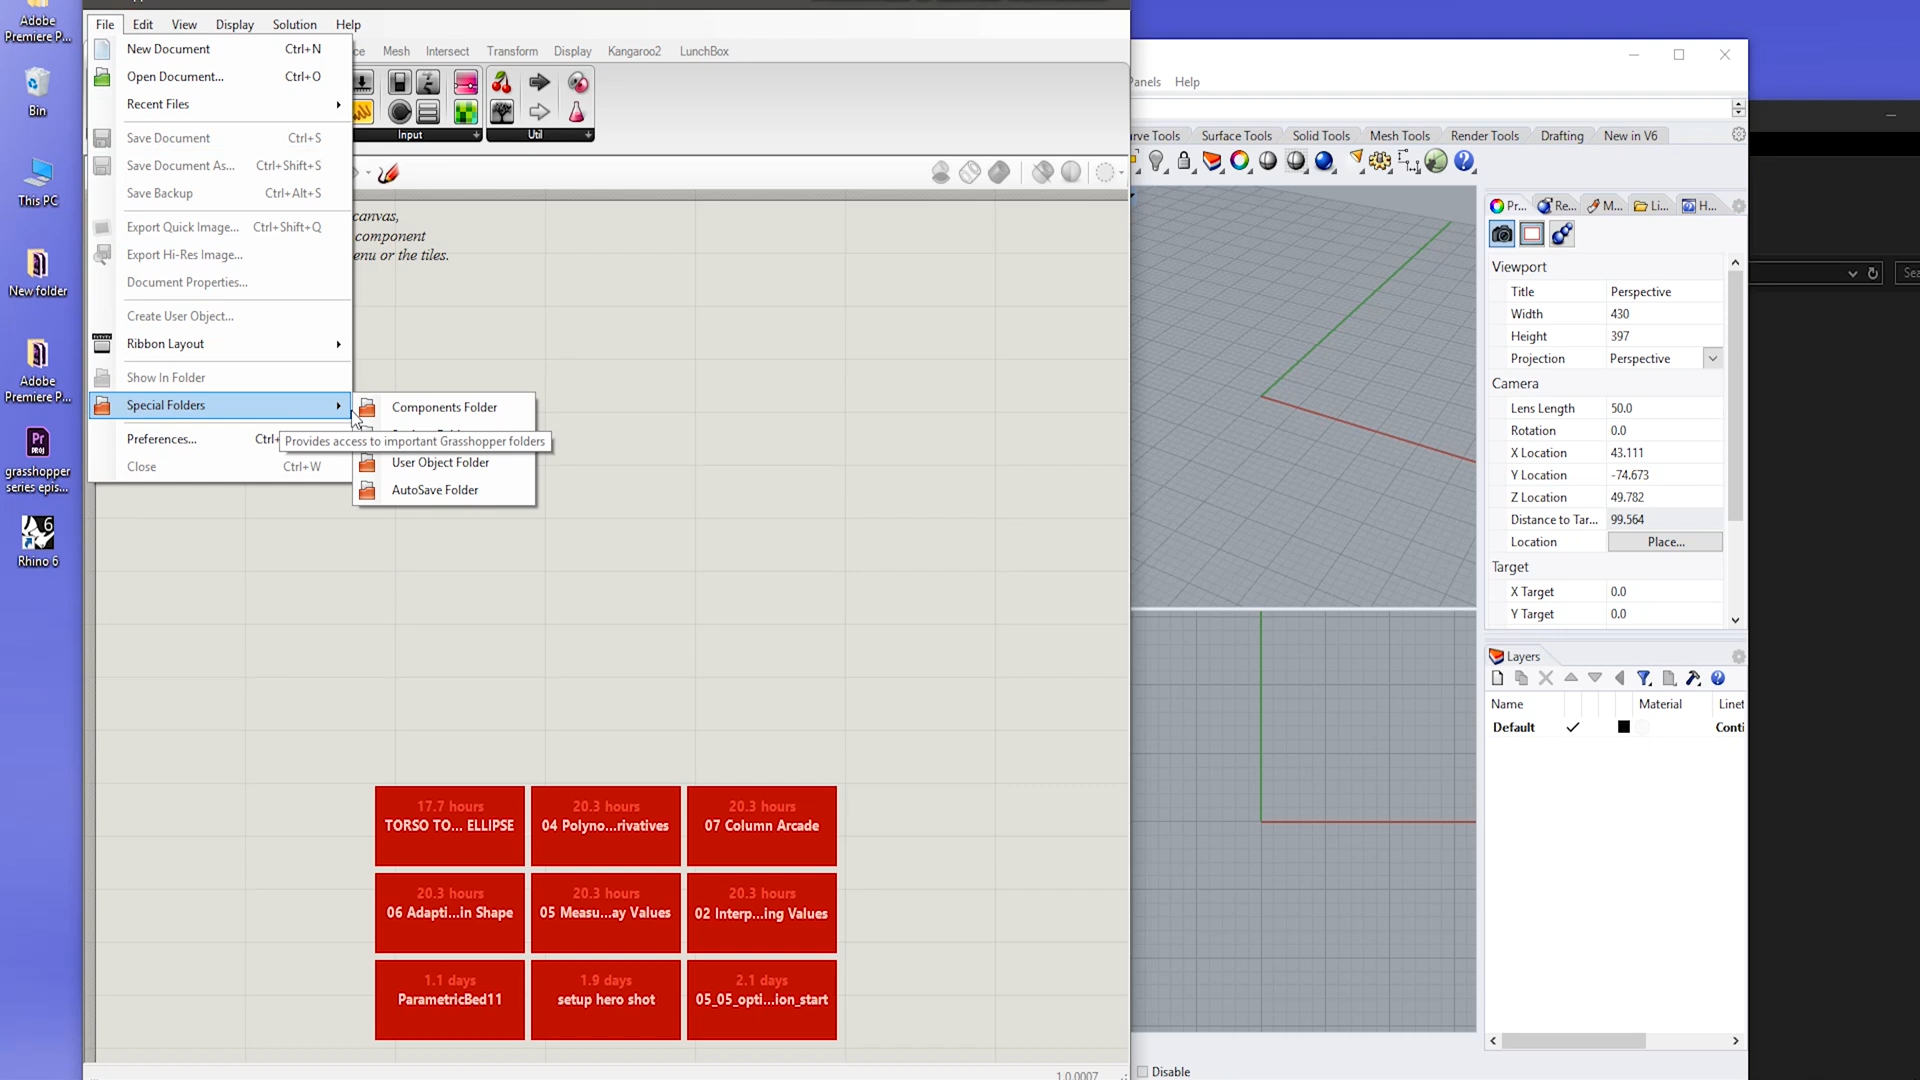 Adobe
Premiere P...
Bin
This PC
New folder
Adobe
Premiere P...
grasshopper
series epis...
Rhino 6
File Edit View Display Solution Help
New Document Ctrl+N
Open Document... Ctrl+O
Recent Files
Save Document Ctrl+S
Save Document As... Ctrl+Shift+S
Save Backup Ctrl+Alt+S
Export Quick Image... Ctrl+Shift+Q
Export Hi-Res Image...
Document Properties...
Create User Object...
Ribbon Layout
Show In Folder
Special Folders
Preferences... Ctrl+
Close Ctrl+W
Components Folder
Provides access to important Grasshopper folders
User Object Folder
AutoSave Folder
ce Mesh Intersect Transform Display Kangaroo2 LunchBox
Input Util
canvas,
component
enu or the tiles.
17.7 hours
TORSO TO... ELLIPSE
20.3 hours
04 Polyno...rivatives
20.3 hours
07 Column Arcade
20.3 hours
06 Adapti...in Shape
20.3 hours
05 Measu...ay Values
20.3 hours
02 Interp...ing Values
1.1 days
ParametricBed11
1.9 days
setup hero shot
2.1 days
05_05_opti...ion_start
1.0.0007
Panels Help
urve Tools Surface Tools Solid Tools Mesh Tools Render Tools Drafting New in V6
Pr... Re... M... Li... H...
Viewport
Title Perspective
Width 430
Height 397
Projection Perspective
Camera
Lens Length 50.0
Rotation 0.0
X Location 43.111
Y Location -74.673
Z Location 49.782
Distance to Tar... 99.564
Location Place...
Target
X Target 0.0
Y Target 0.0
Layers
Name Material Linet
Default Conti
Disable
Sea